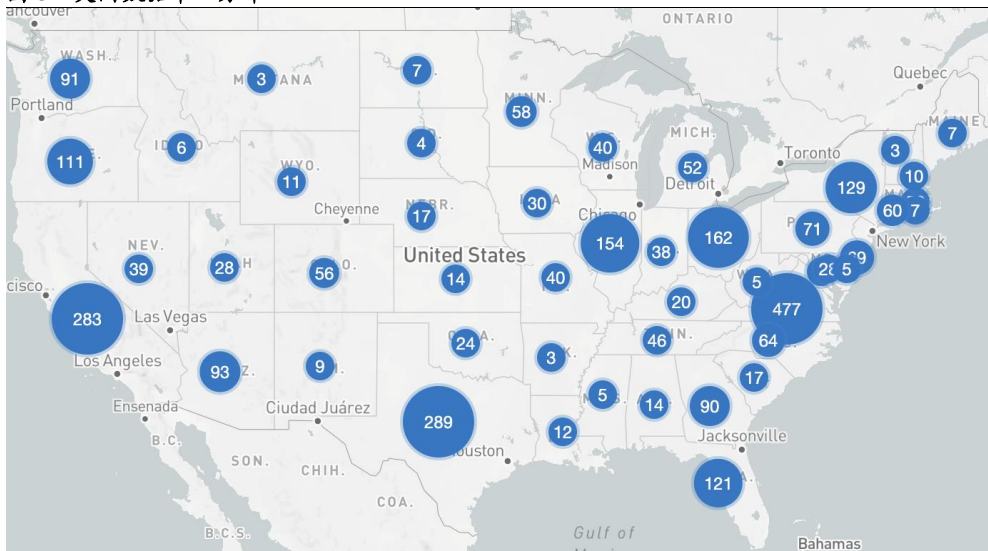 ancouver
ONTARIO
WASH.
91
3
7
Quebec
Portland
MINN.
58
MAINE
7
111
6
4
40
MICH.
52
Toronto
3
10
Madison
Detroit
129
WYO.
11
Cheyenne
17
30
Chicago
60
7
71
New York
NEV.
39
28
56
United States
14
40
154
38
162
28
5
cisco
283
Las Vegas
5
477
20
24
46
64
Los Angeles
93
9
3
17
Ensenada
Ciudad Juárez
289
5
14
90
B.C.
ouston
12
Jacksonville
SON.
CHIH.
121
COA.
B.C.S.
Gulf of
Bahamas